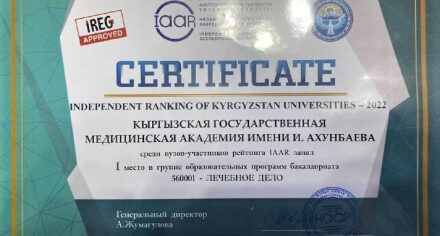 IREG
APPROVED
IAAR
CERTIFICATE
INDEPENDENT RANKING OF KYRGYZSTAN UNIVERSITIES – 2022
КЫРГЫЗСКАЯ ГОСУДАРСТВЕННАЯ
МЕДИЦИНСКАЯ АКАДЕМИЯ ИМЕНИ И. АХУНБАЕВА
среди вузов-участников рейтинга IAAR занял
I место в группе образовательных программ бакалавриата
560001 - ЛЕЧЕБНОЕ ДЕЛО
Генеральный директор
А.Жумагулова
НААР